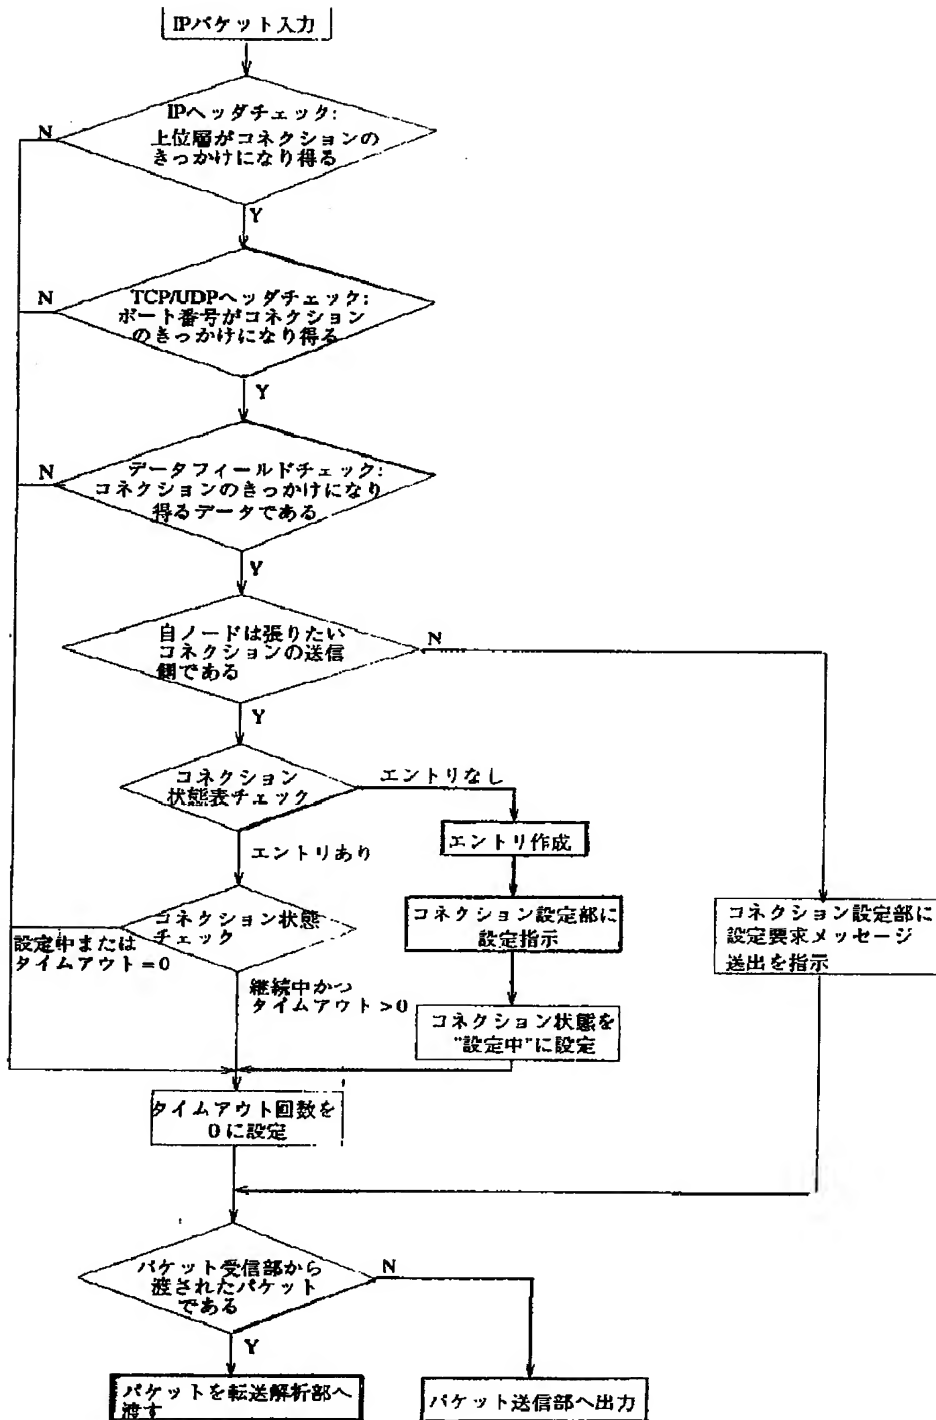 IPパケット入力
IPヘッダチェック:
上位層がコネクションの
きっかけになり得る
N
Y
TCP/UDPヘッダチェック:
ポート番号がコネクション
のきっかけになり得る
N
Y
データフィールドチェック:
コネクションのきっかけになり
得るデータである
N
Y
自ノードは張りたい
コネクションの送信
側である
N
Y
コネクション
状態表チェック
エントリなし
エントリあり
エントリ作成
コネクション設定部に
設定指示
コネクション状態を
"設定中"に設定
コネクション設定部に
設定要求メッセージ
送出を指示
コネクション状態
チェック
設定中または
タイムアウト=0
継続中かつ
タイムアウト>0
タイムアウト回数を
0に設定
パケット受信部から
渡されたパケット
である
N
Y
パケットを転送解析部へ
渡す
パケット送信部へ出力